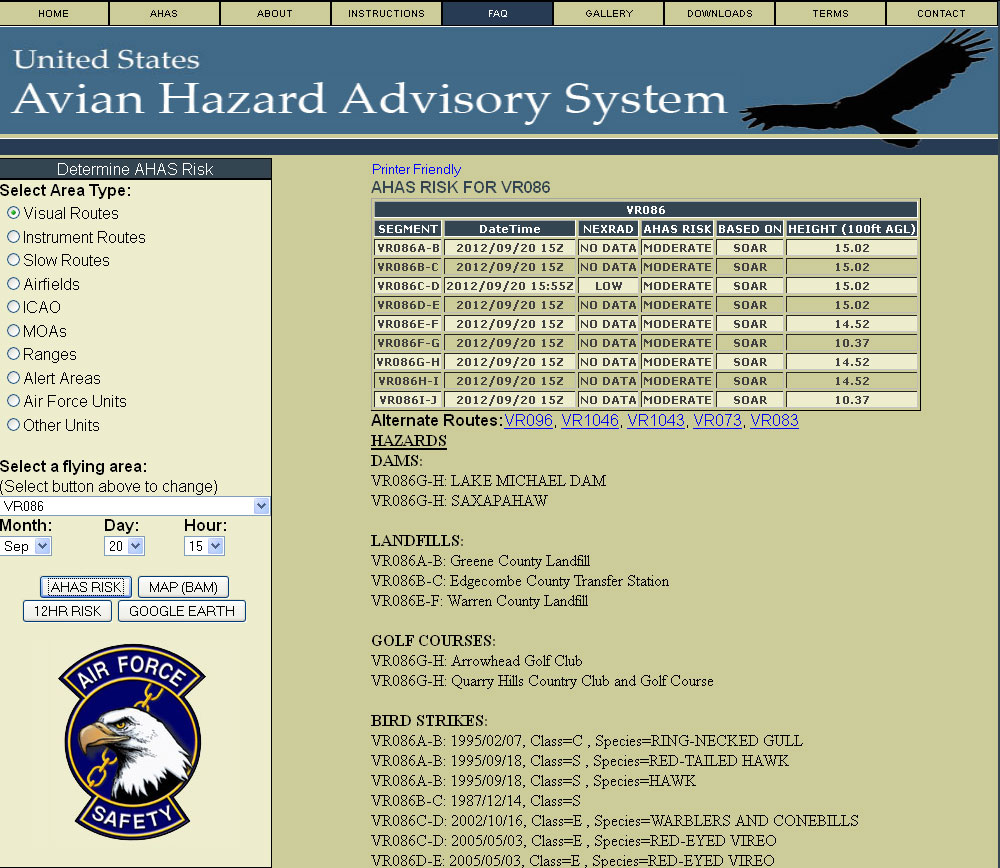 HOME AHAS ABOUT INSTRUCTIONS FAQ GALLERY DOWNLOADS TERMS CONTACT
United States
Avian Hazard Advisory System
Determine AHAS Risk
Select Area Type:
Visual Routes
Instrument Routes
Slow Routes
Airfields
ICAO
MOAs
Ranges
Alert Areas
Air Force Units
Other Units
Select a flying area:
(Select button above to change)
VR086
Month: Day: Hour:
Sep 20 15
AHAS RISK MAP (BAM)
12HR RISK GOOGLE EARTH
AIR FORCE
SAFETY
Printer Friendly
AHAS RISK FOR VR086
VR086
SEGMENT DateTime NEXRAD AHAS RISK BASED ON HEIGHT (100ft AGL)
VR086A-B 2012/09/20 15Z NO DATA MODERATE SOAR 15.02
VR086B-C 2012/09/20 15Z NO DATA MODERATE SOAR 15.02
VR086C-D 2012/09/20 15:55Z LOW MODERATE SOAR 15.02
VR086D-E 2012/09/20 15Z NO DATA MODERATE SOAR 15.02
VR086E-F 2012/09/20 15Z NO DATA MODERATE SOAR 14.52
VR086F-G 2012/09/20 15Z NO DATA MODERATE SOAR 10.37
VR086G-H 2012/09/20 15Z NO DATA MODERATE SOAR 14.52
VR086H-I 2012/09/20 15Z NO DATA MODERATE SOAR 14.52
VR086I-J 2012/09/20 15Z NO DATA MODERATE SOAR 10.37
Alternate Routes:VR096, VR1046, VR1043, VR073, VR083
HAZARDS
DAMS:
VR086G-H: LAKE MICHAEL DAM
VR086G-H: SAXAPAHAW
LANDFILLS:
VR086A-B: Greene County Landfill
VR086B-C: Edgecombe County Transfer Station
VR086E-F: Warren County Landfill
GOLF COURSES:
VR086G-H: Arrowhead Golf Club
VR086G-H: Quarry Hills Country Club and Golf Course
BIRD STRIKES:
VR086A-B: 1995/02/07, Class=C , Species=RING-NECKED GULL
VR086A-B: 1995/09/18, Class=S , Species=RED-TAILED HAWK
VR086A-B: 1995/09/18, Class=S , Species=HAWK
VR086B-C: 1987/12/14, Class=S
VR086C-D: 2002/10/16, Class=E , Species=WARBLERS AND CONEBILLS
VR086C-D: 2005/05/03, Class=E , Species=RED-EYED VIREO
VR086D-E: 2005/05/03, Class=E , Species=RED-EYED VIREO